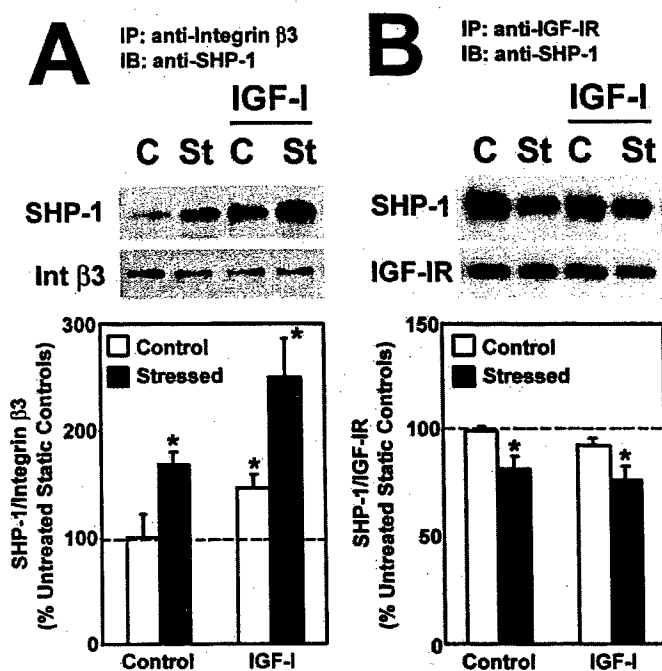 A
IP: anti-Integrin β3
IB: anti-SHP-1
IGF-I
C St C St
SHP-1
Int β3
300
200
100
0
SHP-1/Integrin β3
(% Untreated Static Controls)
Control
Stressed
*
*
*
Control IGF-I
B
IP: anti-IGF-IR
IB: anti-SHP-1
IGF-I
C St C St
SHP-1
IGF-IR
150
100
50
0
SHP-1/IGF-IR
(% Untreated Static Controls)
Control
Stressed
*
*
Control IGF-I